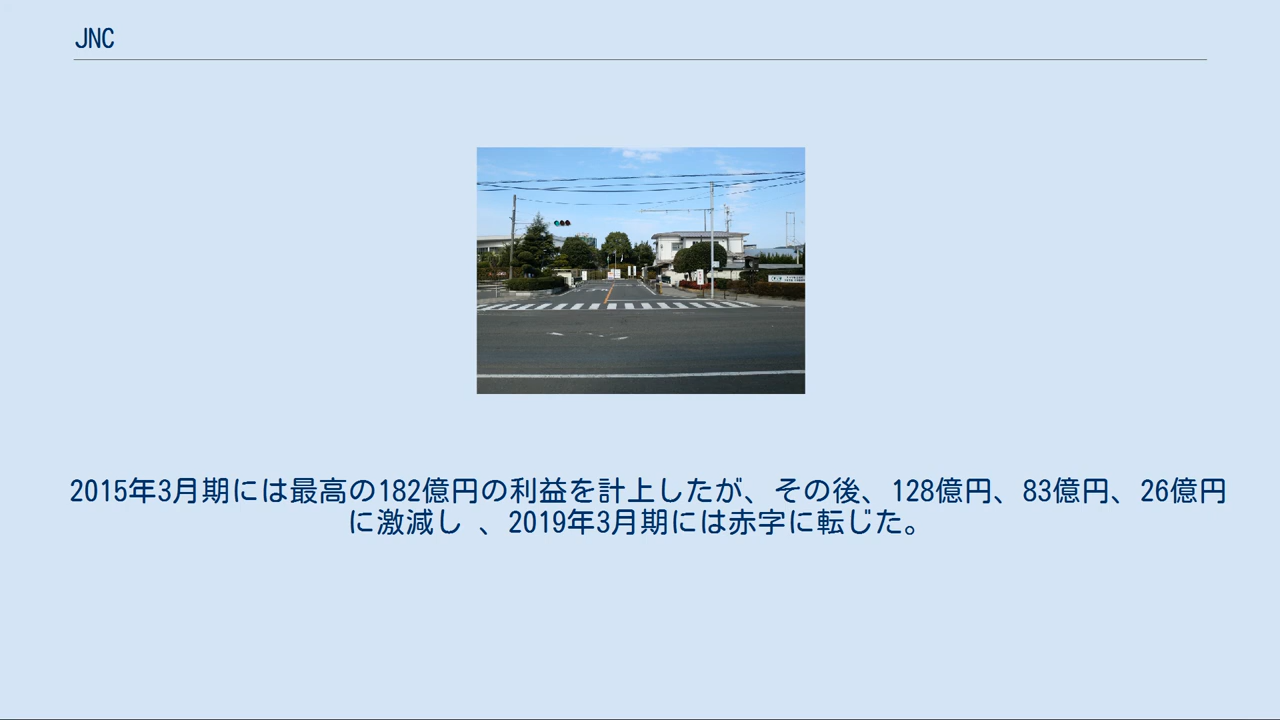 JNC
2015年3月期には最高の182億円の利益を計上したが、その後、128億円、83億円、26億円
に激減し 、2019年3月期には赤字に転じた。